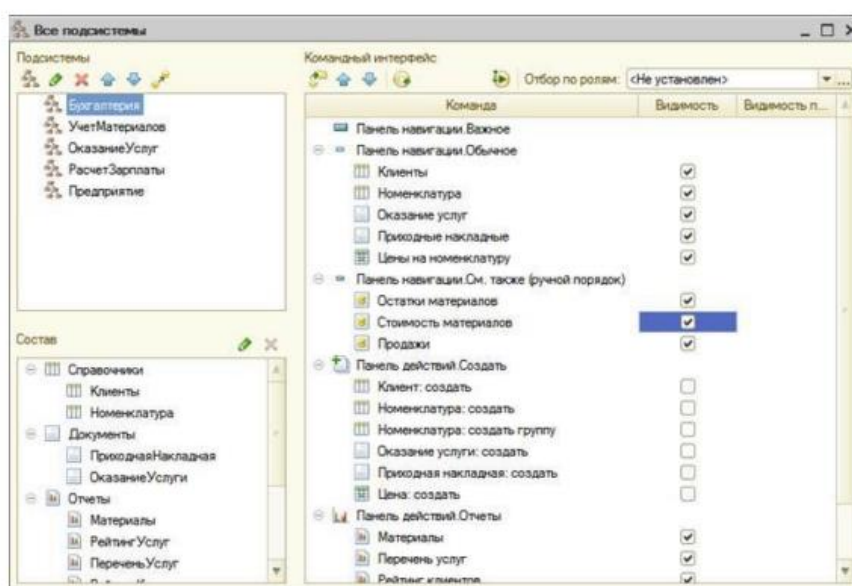 Все подсистемы
Подсистемы
Бухгалтерия
УчетМатериалов
ОказаниеУслуг
РасчетЗарплаты
Предприятие
Состав
Справочники
Клиенты
Номенклатура
Документы
ПриходнаяНакладная
ОказаниеУслуги
Отчеты
Материалы
РейтингУслуг
ПереченьУслуг
Командный интерфейс
Отбор по ролям: <Не установлен>
Команда Видимость Видимость п...
Панель навигации.Важное
Панель навигации.Обычное
Клиенты
Номенклатура
Оказание услуг
Приходные накладные
Цены на номенклатуру
Панель навигации.См. также (ручной порядок)
Остатки материалов
Стоимость материалов
Продажи
Панель действий.Создать
Клиент: создать
Номенклатура: создать
Номенклатура: создать группу
Оказание услуги: создать
Приходная накладная: создать
Цена: создать
Панель действий.Отчеты
Материалы
Перечень услуг
Рейтинг клиентов